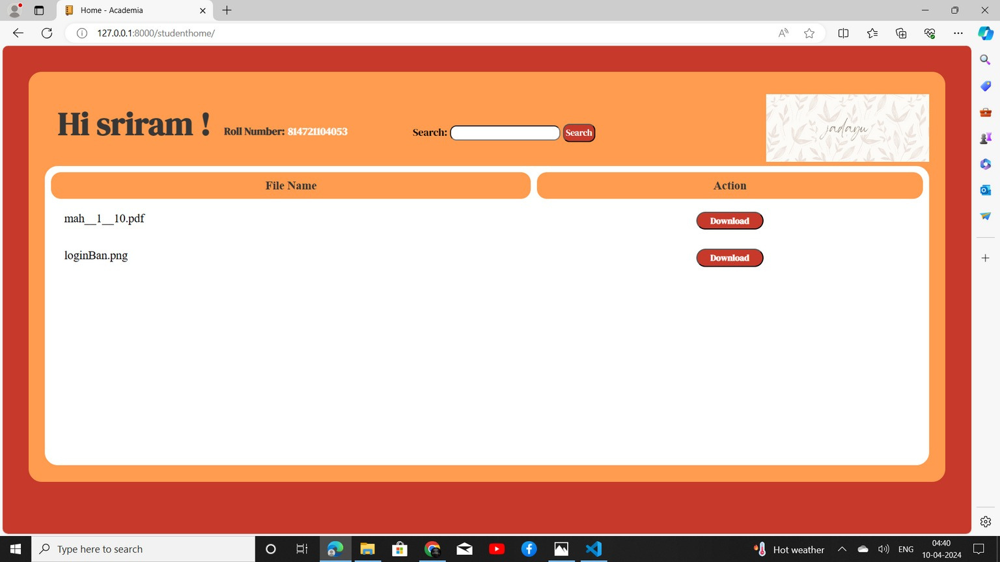 Home - Academia
127.0.0.1:8000/studenthome/
Hi sriram !
Roll Number: 814721104053
Search:
Search
jadayu
File Name
Action
mah__1__10.pdf
Download
loginBan.png
Download
Type here to search
Hot weather
ENG
04:40
10-04-2024